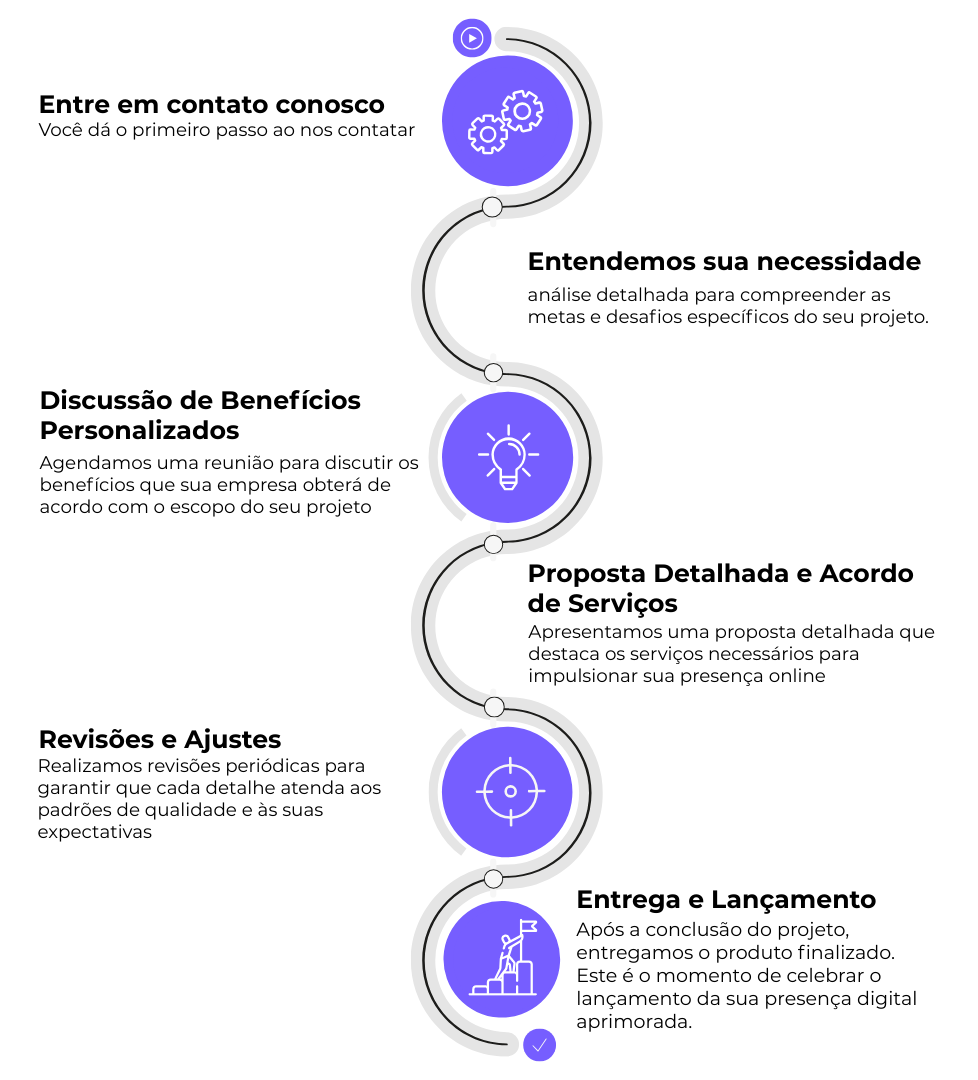 Entre em contato conosco
Você dá o primeiro passo ao nos contatar
Entendemos sua necessidade
análise detalhada para compreender as
metas e desafios específicos do seu projeto.
Discussão de Benefícios
Personalizados
Agendamos uma reunião para discutir os
benefícios que sua empresa obterá de
acordo com o escopo do seu projeto
Proposta Detalhada e Acordo
de Serviços
Apresentamos uma proposta detalhada que
destaca os serviços necessários para
impulsionar sua presença online
Revisões e Ajustes
Realizamos revisões periódicas para
garantir que cada detalhe atenda aos
padrões de qualidade e às suas
expectativas
Entrega e Lançamento
Após a conclusão do projeto,
entregamos o produto finalizado.
Este é o momento de celebrar o
lançamento da sua presença digital
aprimorada.